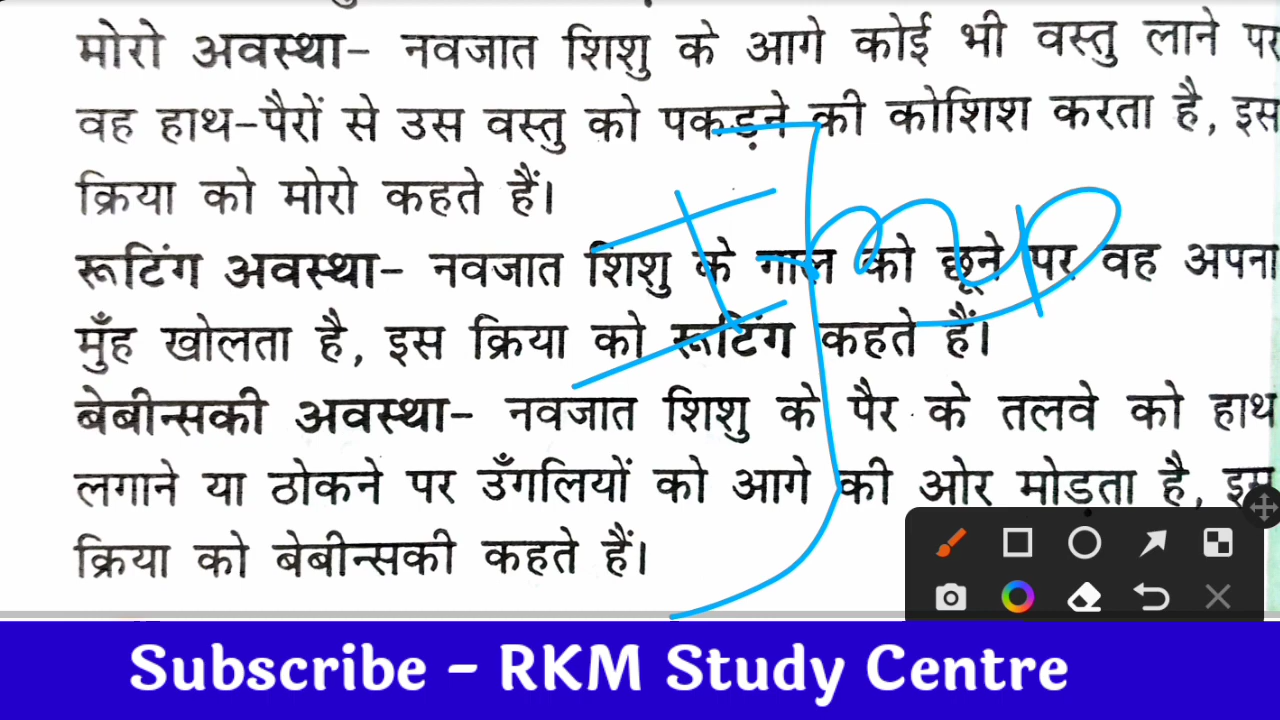 मोरो अवस्था- नवजात शिशु के आगे कोई भी वस्तु लाने पर
वह हाथ-पैरों से उस वस्तु को पकड़ने की कोशिश करता है, इस
क्रिया को मोरो कहते हैं।
रूटिंग अवस्था- नवजात शिशु के गाल को छूने पर वह अपना
मुँह खोलता है, इस क्रिया को रूटिंग कहते हैं।
बेबीन्सकी अवस्था- नवजात शिशु के पैर के तलवे को हाथ
लगाने या ठोकने पर उँगलियों को आगे की ओर मोड़ता है, इस
क्रिया को बेबीन्सकी कहते हैं।
Imp
Subscribe - RKM Study Centre